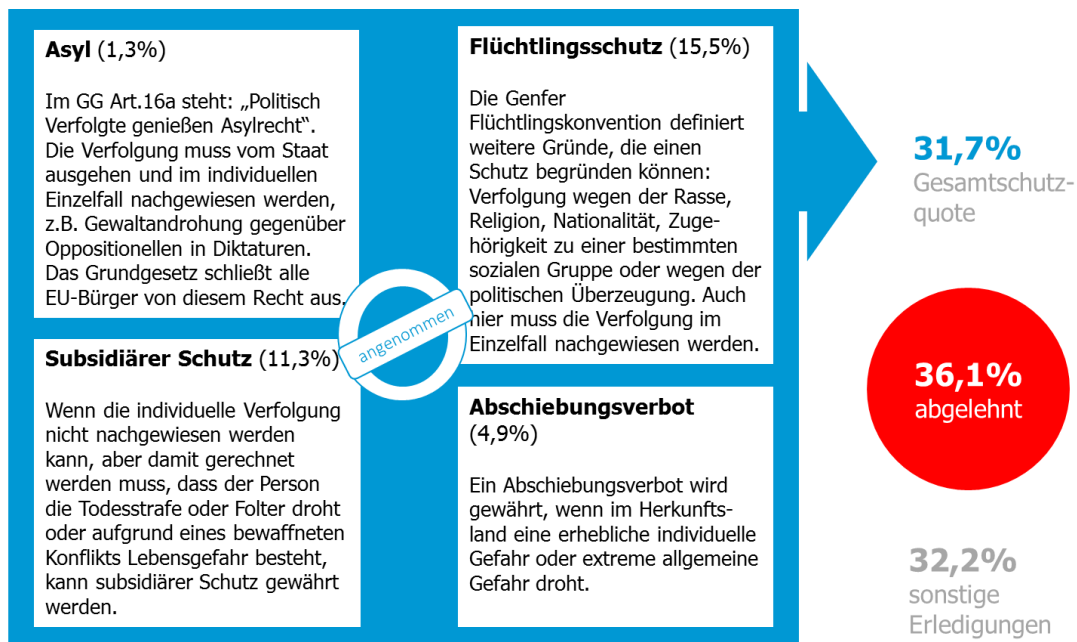 Asyl (1,3%)
Im GG Art.16a steht: „Politisch
Verfolgte genießen Asylrecht“.
Die Verfolgung muss vom Staat
ausgehen und im individuellen
Einzelfall nachgewiesen werden,
z.B. Gewaltandrohung gegenüber
Oppositionellen in Diktaturen.
Das Grundgesetz schließt alle
EU-Bürger von diesem Recht aus.
Flüchtlingsschutz (15,5%)
Die Genfer
Flüchtlingskonvention definiert
weitere Gründe, die einen
Schutz begründen können:
Verfolgung wegen der Rasse,
Religion, Nationalität, Zuge-
hörigkeit zu einer bestimmten
sozialen Gruppe oder wegen der
politischen Überzeugung. Auch
hier muss die Verfolgung im
Einzelfall nachgewiesen werden.
angenommen
Subsidiärer Schutz (11,3%)
Wenn die individuelle Verfolgung
nicht nachgewiesen werden
kann, aber damit gerechnet
werden muss, dass der Person
die Todesstrafe oder Folter droht
oder aufgrund eines bewaffneten
Konflikts Lebensgefahr besteht,
kann subsidiärer Schutz gewährt
werden.
Abschiebungsverbot
(4,9%)
Ein Abschiebungsverbot wird
gewährt, wenn im Herkunfts-
land eine erhebliche individuelle
Gefahr oder extreme allgemeine
Gefahr droht.
31,7%
Gesamtschutz-
quote
36,1%
abgelehnt
32,2%
sonstige
Erledigungen